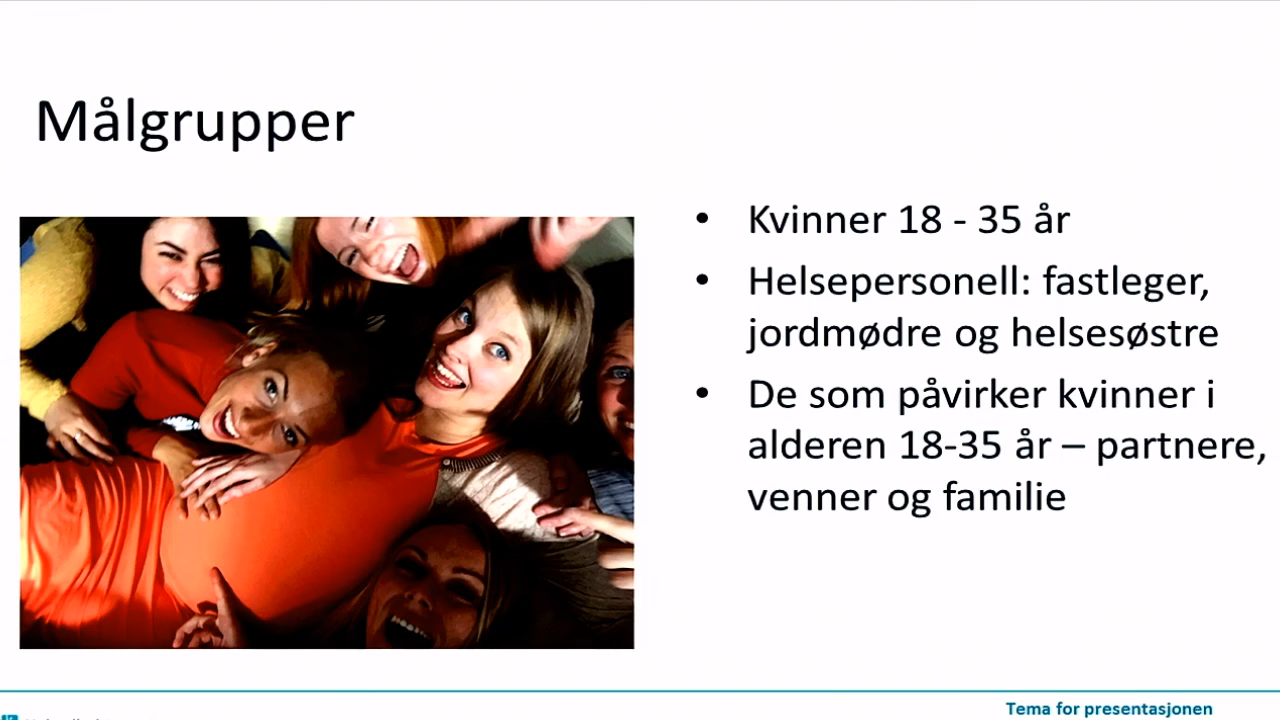 Målgrupper
• Kvinner 18 - 35 år
• Helsepersonell: fastleger,
jordmødre og helsesøstre
• De som påvirker kvinner i
alderen 18-35 år – partnere,
venner og familie
Tema for presentasjonen